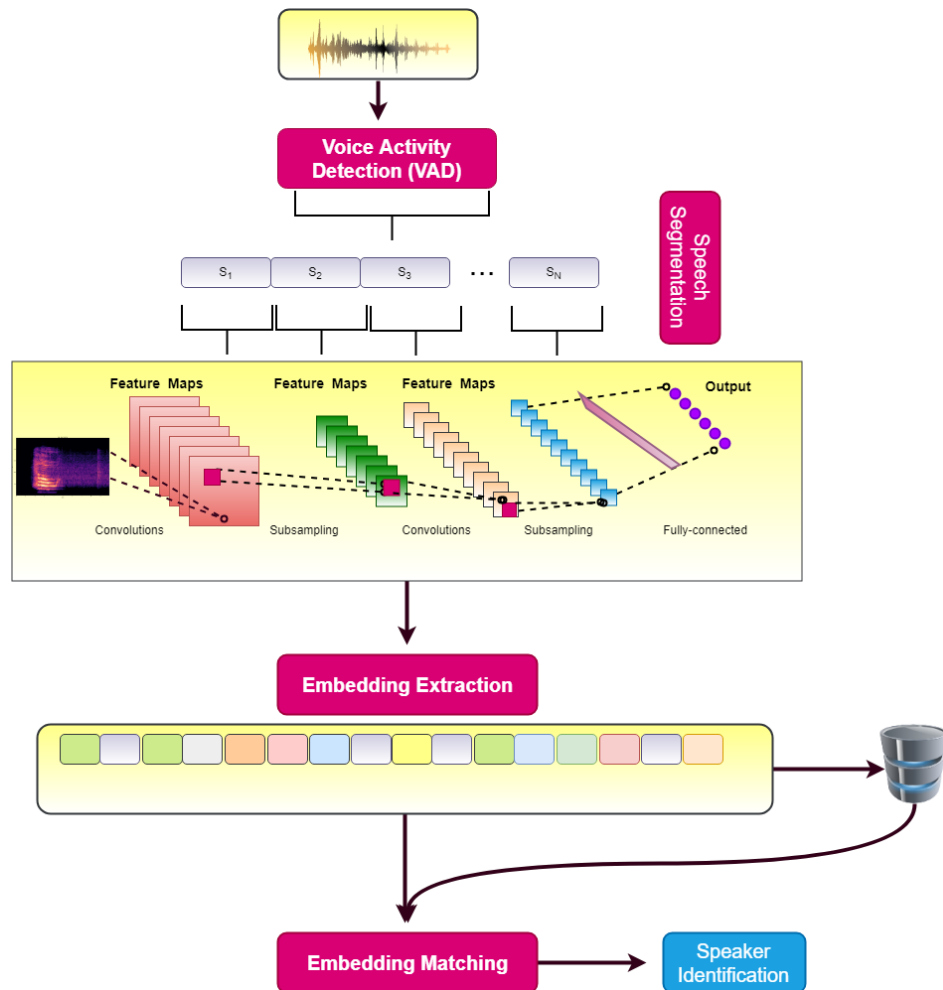 Voice Activity
Detection (VAD)
Speech
Segmentation
S1
S2
S3
...
SN
Feature Maps
Feature Maps
Feature Maps
Output
Convolutions
Subsampling
Convolutions
Subsampling
Fully-connected
Embedding Extraction
Embedding Matching
Speaker
Identification